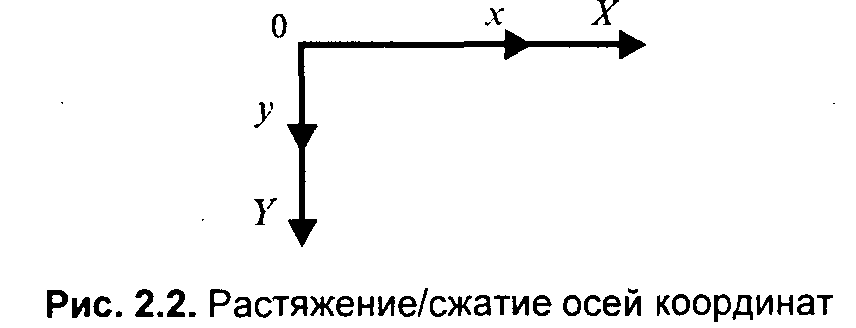 0 x X
y
Y
Рис. 2.2. Растяжение/сжатие осей координат